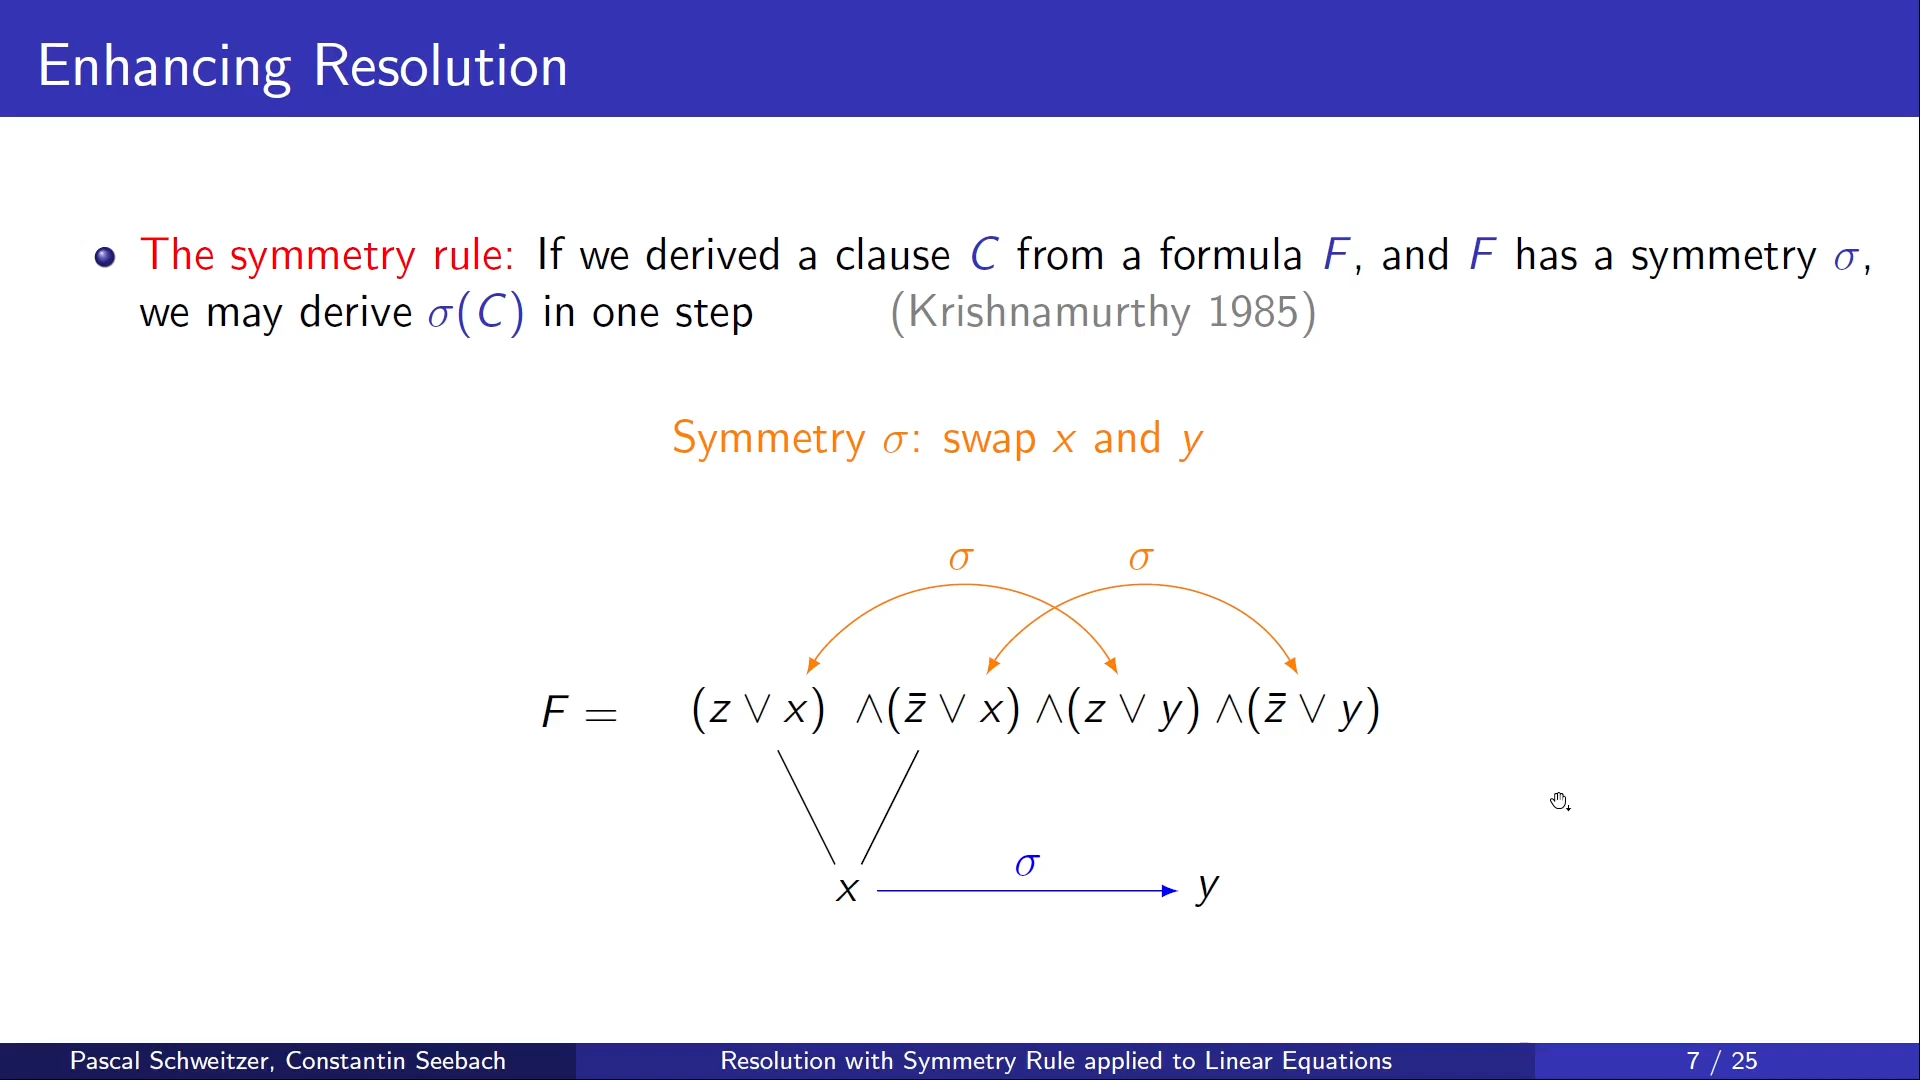 Enhancing Resolution
The symmetry rule: If we derived a clause C from a formula F, and F has a symmetry σ,
we may derive σ(C) in one step (Krishnamurthy 1985)
Symmetry σ: swap x and y
σ σ
F = (z ∨ x) ∧(z̄ ∨ x) ∧(z ∨ y) ∧(z̄ ∨ y)
σ
x y
Pascal Schweitzer, Constantin Seebach Resolution with Symmetry Rule applied to Linear Equations 7 / 25